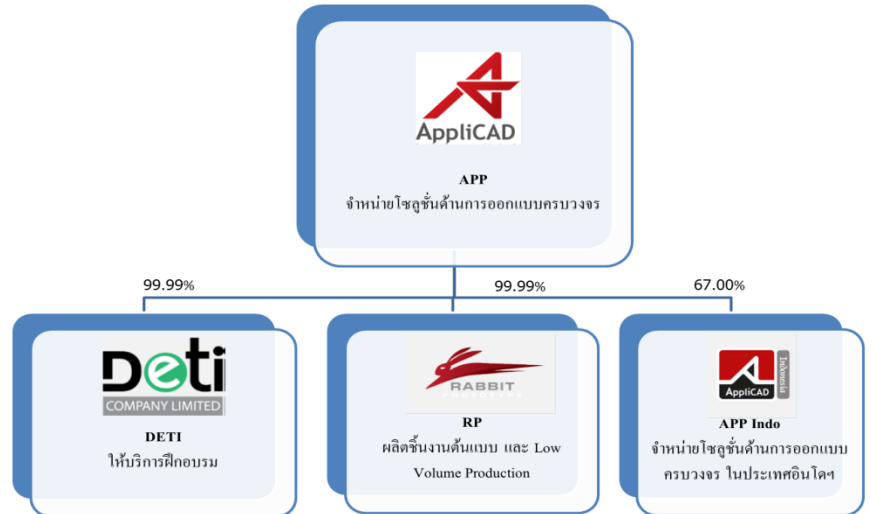 AppliCAD
APP
จำหน่ายโซลูชั่นด้านการออกแบบครบวงจร
99.99%
99.99%
67.00%
Deti
COMPANY LIMITED
DETI
ให้บริการฝึกอบรม
RABBIT
PROTOTYPE
RP
ผลิตชิ้นงานต้นแบบ และ Low
Volume Production
AppliCAD
Indonesia
APP Indo
จำหน่ายโซลูชั่นด้านการออกแบบ
ครบวงจร ในประเทศอินโดฯ